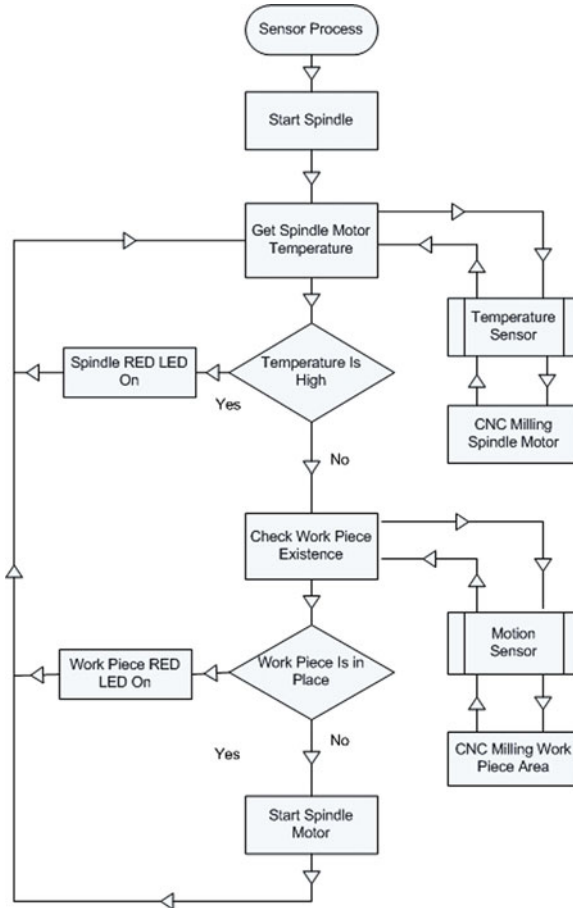 Sensor Process
Start Spindle
Get Spindle Motor
Temperature
Temperature
Sensor
Spindle RED LED
On
Temperature Is
High
Yes
CNC Milling
Spindle Motor
No
Check Work Piece
Existence
Motion
Sensor
Work Piece RED
LED On
Work Piece Is in
Place
Yes
No
CNC Milling Work
Piece Area
Start Spindle
Motor